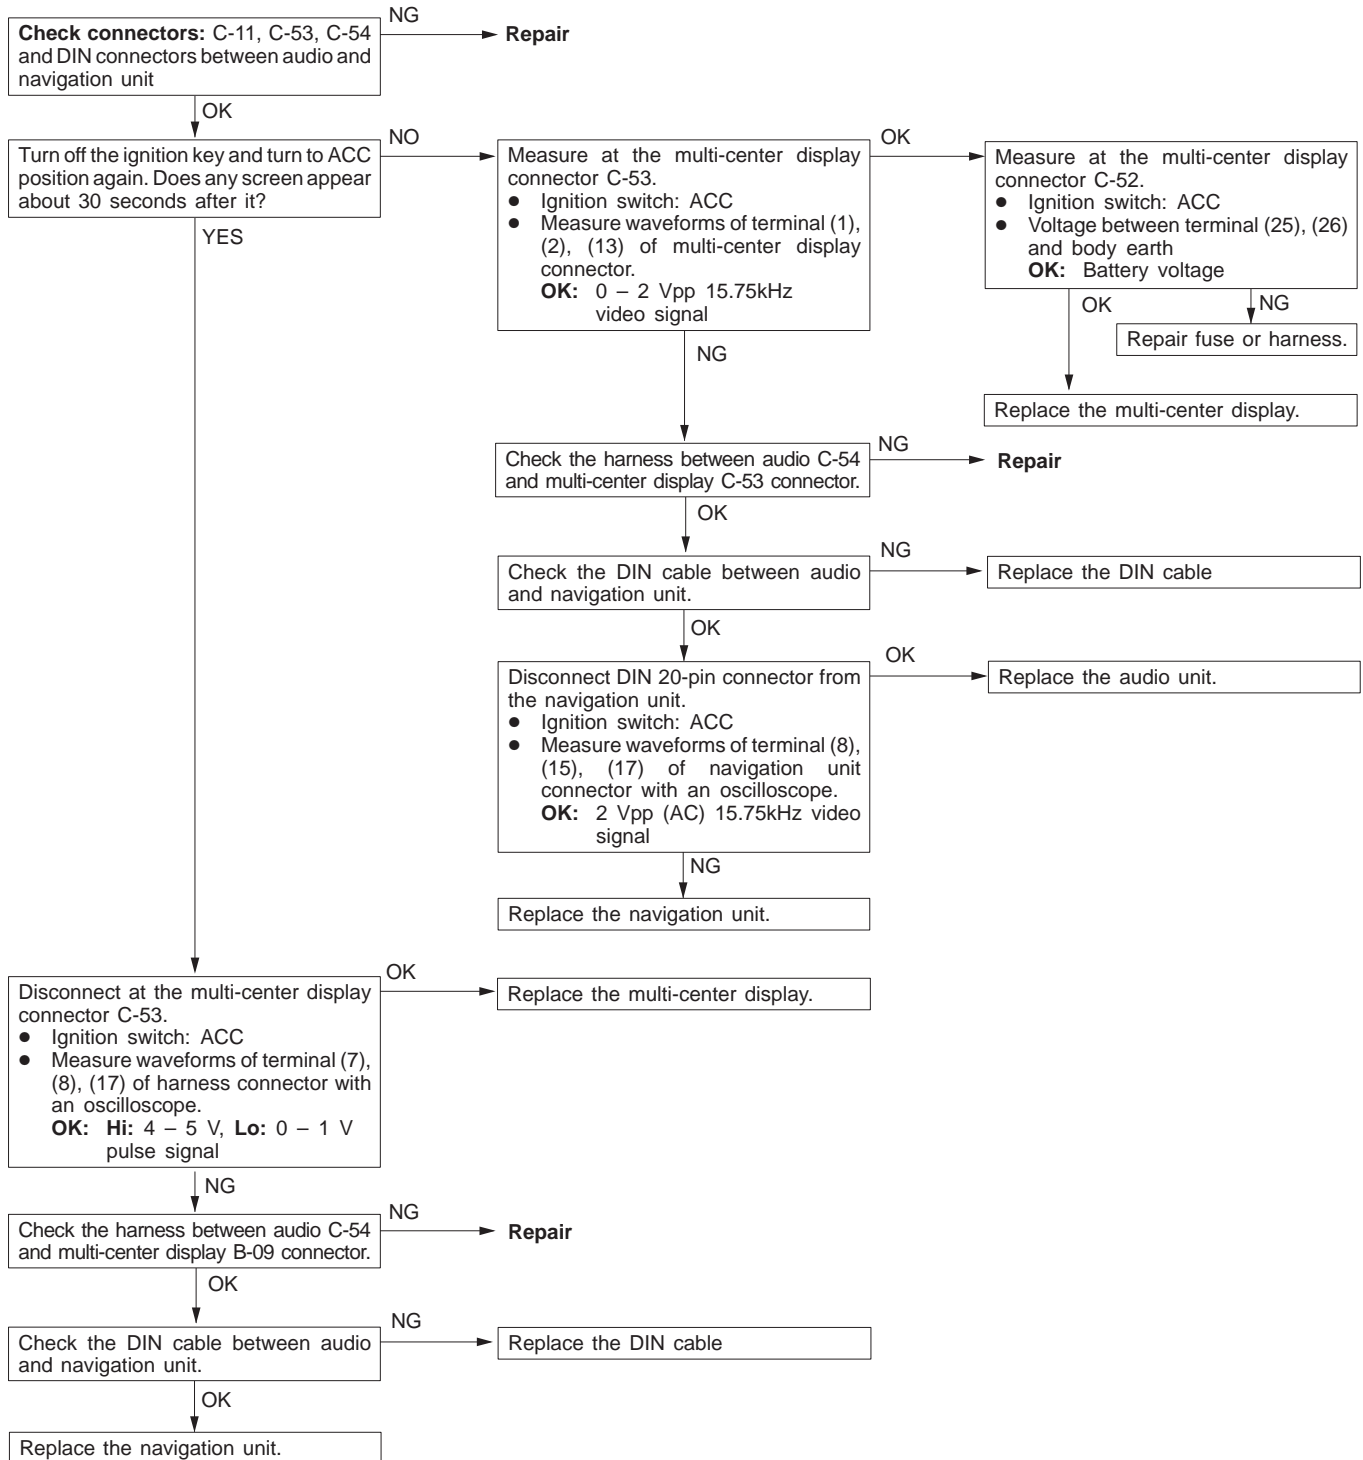 Check connectors: C-11, C-53, C-54
and DIN connectors between audio and
navigation unit
NG
Repair
OK
Turn off the ignition key and turn to ACC
position again. Does any screen appear
about 30 seconds after it?
NO
YES
Measure at the multi-center display
connector C-53.
● Ignition switch: ACC
● Measure waveforms of terminal (1),
(2), (13) of multi-center display
connector.
OK: 0 – 2 Vpp 15.75kHz
video signal
OK
NG
Measure at the multi-center display
connector C-52.
● Ignition switch: ACC
● Voltage between terminal (25), (26)
and body earth
OK: Battery voltage
OK
NG
Repair fuse or harness.
Replace the multi-center display.
Check the harness between audio C-54
and multi-center display C-53 connector.
NG
Repair
OK
Check the DIN cable between audio
and navigation unit.
NG
Replace the DIN cable
OK
Disconnect DIN 20-pin connector from
the navigation unit.
● Ignition switch: ACC
● Measure waveforms of terminal (8),
(15), (17) of navigation unit
connector with an oscilloscope.
OK: 2 Vpp (AC) 15.75kHz video
signal
OK
Replace the audio unit.
NG
Replace the navigation unit.
Disconnect at the multi-center display
connector C-53.
● Ignition switch: ACC
● Measure waveforms of terminal (7),
(8), (17) of harness connector with
an oscilloscope.
OK: Hi: 4 – 5 V, Lo: 0 – 1 V
pulse signal
OK
Replace the multi-center display.
NG
Check the harness between audio C-54
and multi-center display B-09 connector.
NG
Repair
OK
Check the DIN cable between audio
and navigation unit.
NG
Replace the DIN cable
OK
Replace the navigation unit.